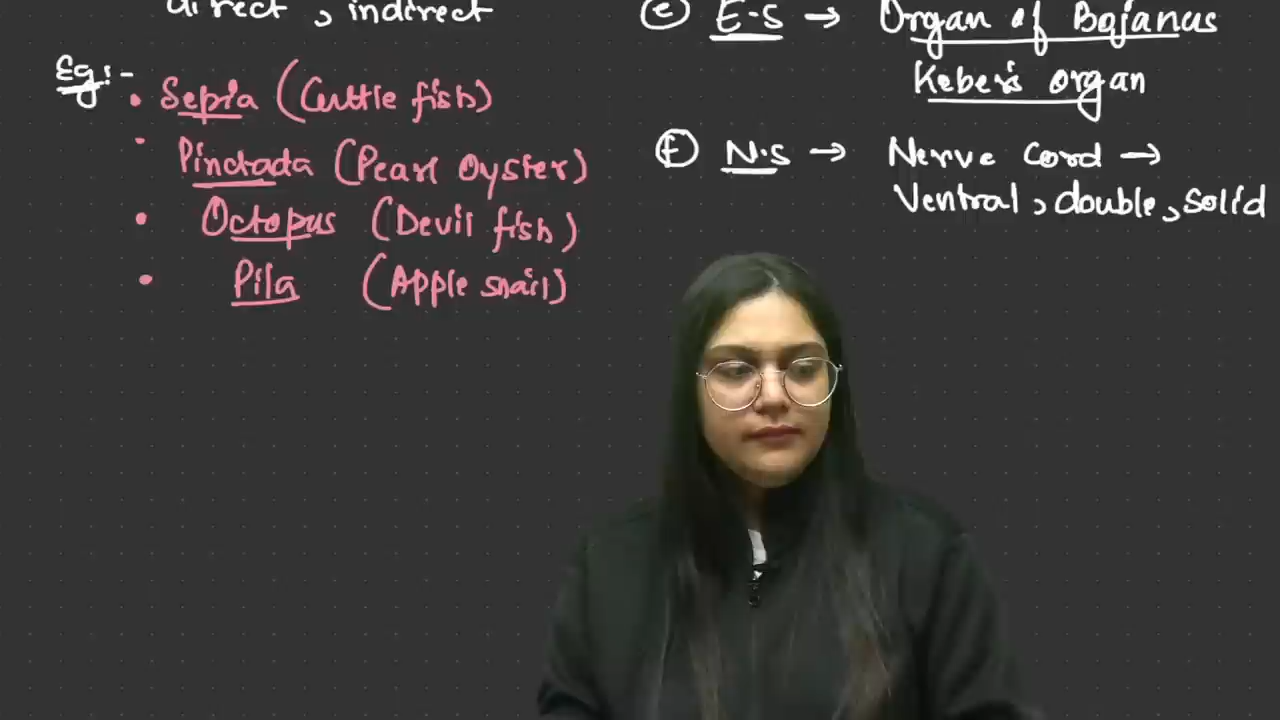 direct, indirect
Eg:-
• Sepia (Cuttle fish)
• Pinctada (Pearl Oyster)
• Octopus (Devil fish)
• Pila (Apple snail)
(e) E.S → Organ of Bojanus
Keber's organ
(f) N.S → Nerve Cord →
Ventral, double, solid